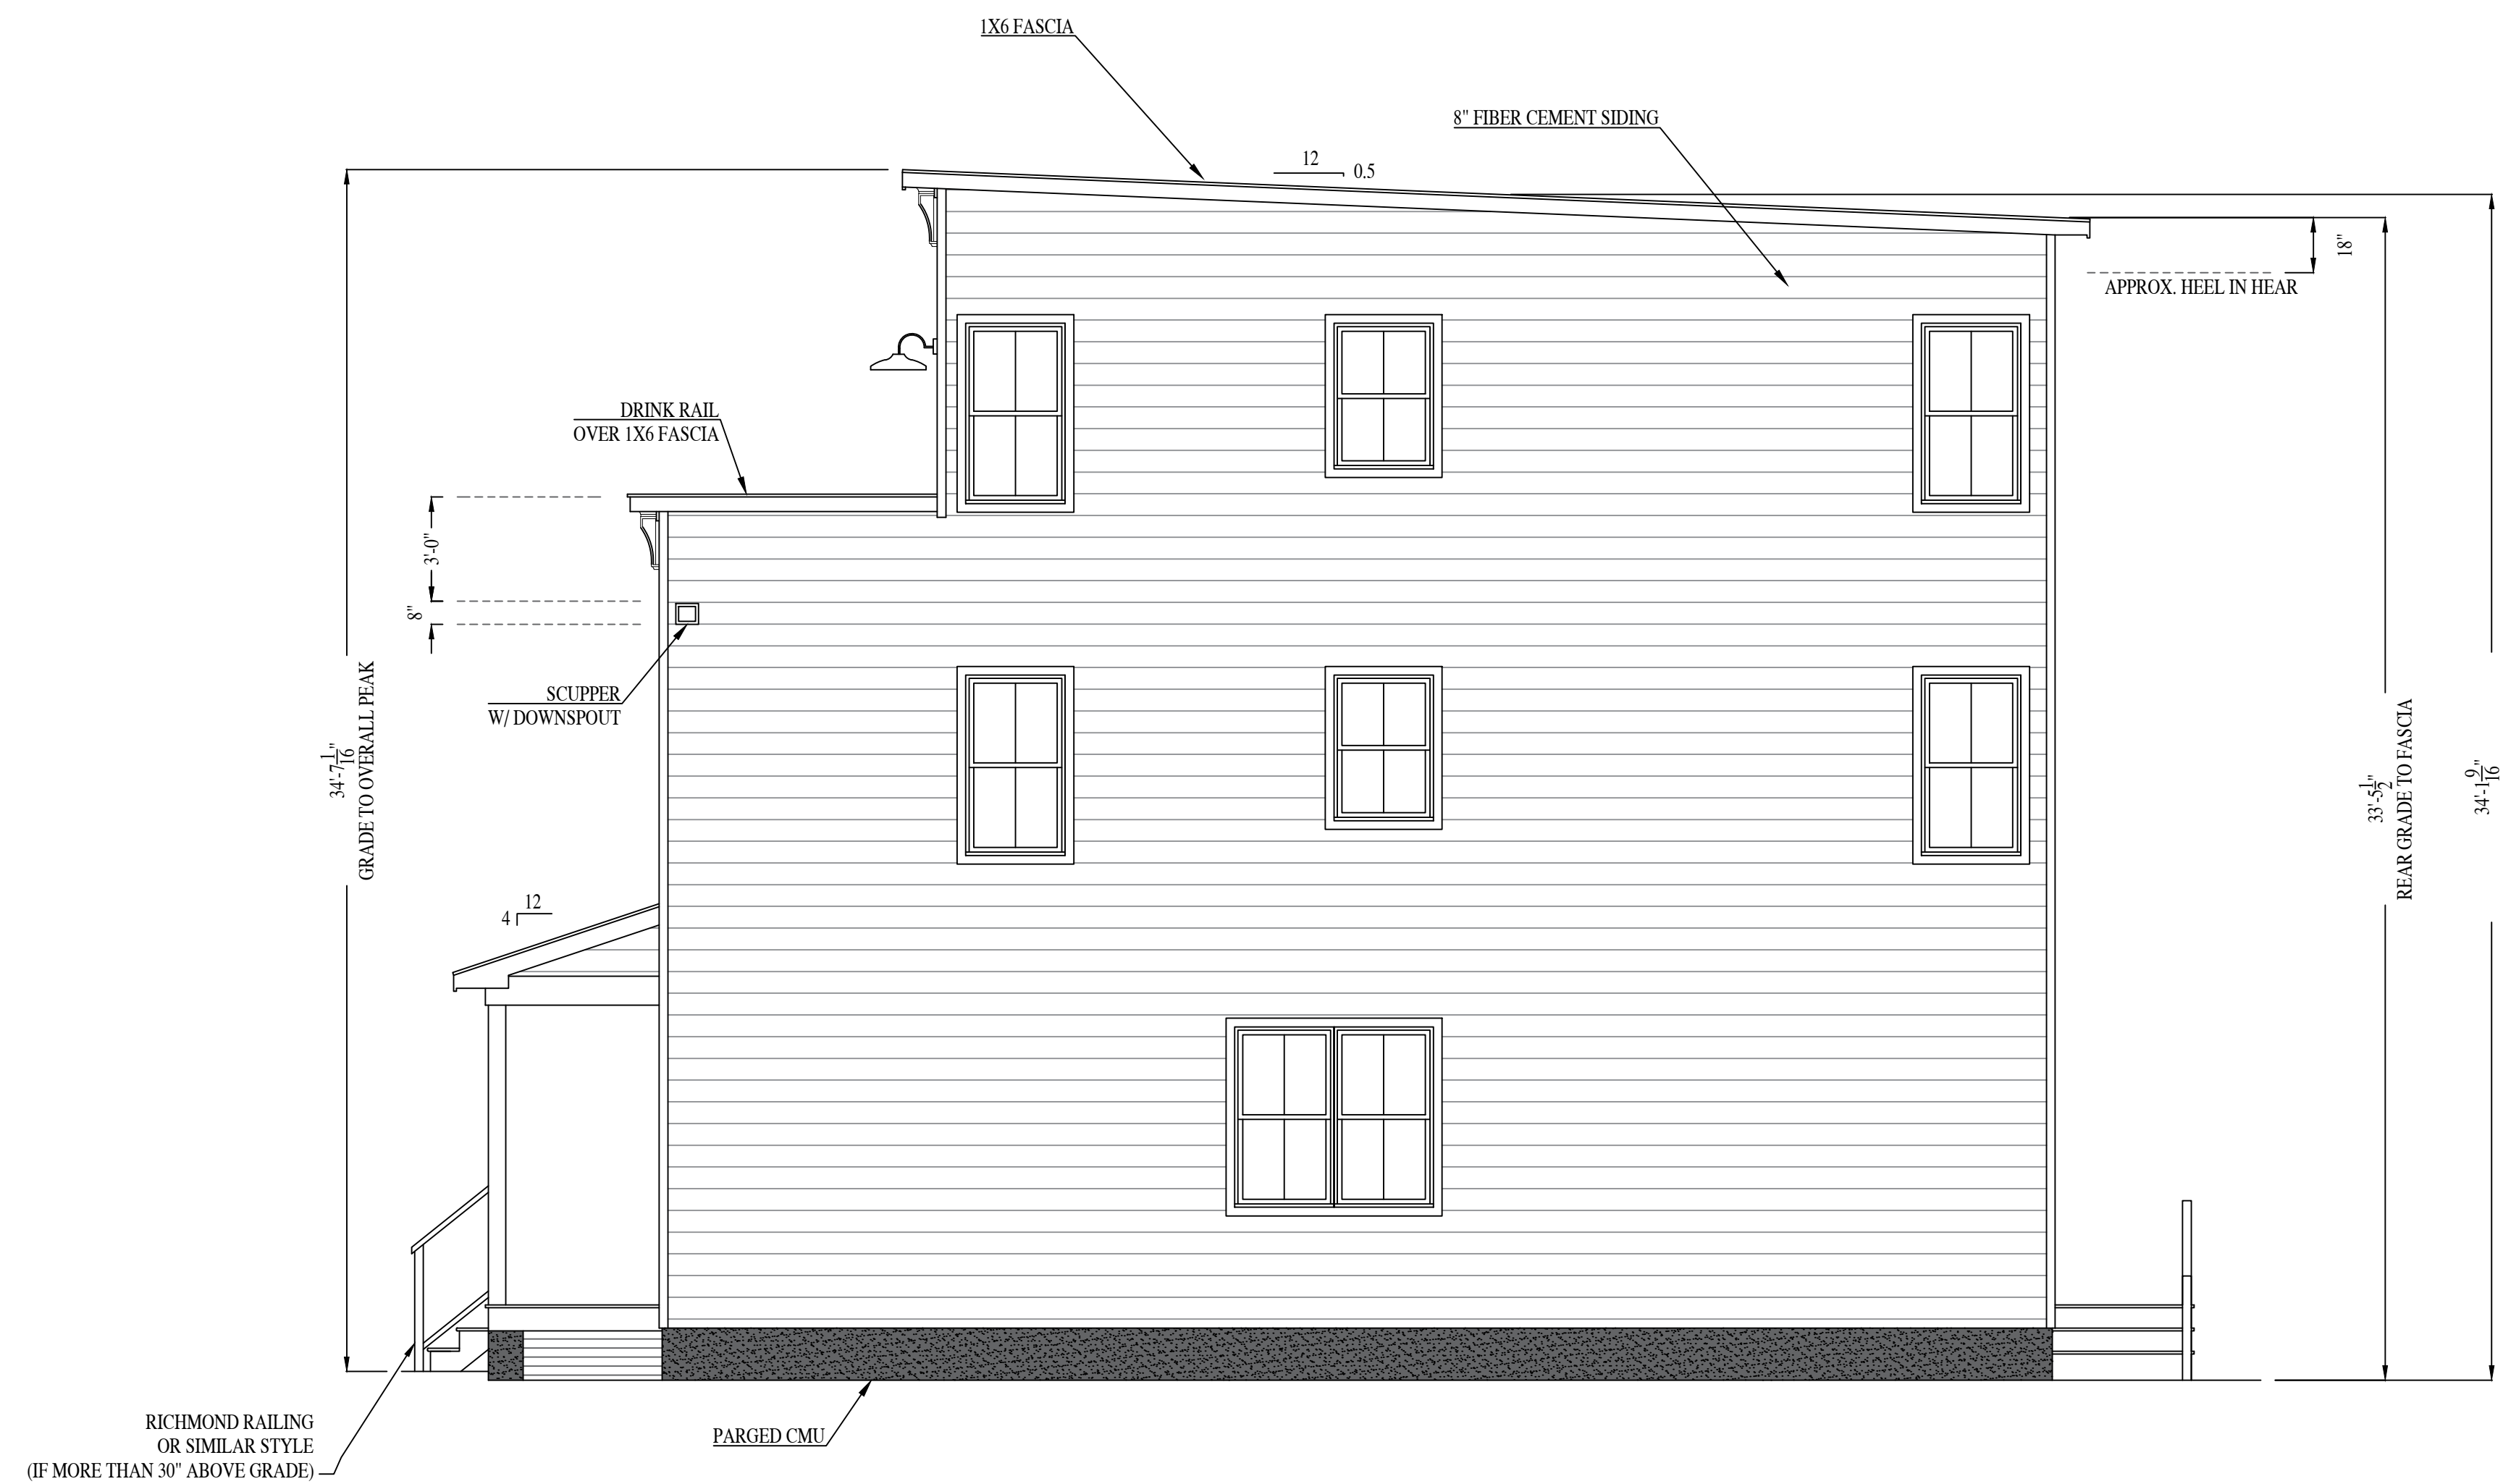 1X6 FASCIA
8" FIBER CEMENT SIDING
12
0.5
18"
APPROX. HEEL IN HEAR
DRINK RAIL
OVER 1X6 FASCIA
3'-0"
8"
SCUPPER
W/ DOWNSPOUT
34'-7 1/16"
GRADE TO OVERALL PEAK
33'-5 1/2"
REAR GRADE TO FASCIA
34'-1 9/16"
12
4
RICHMOND RAILING
OR SIMILAR STYLE
(IF MORE THAN 30" ABOVE GRADE)
PARGED CMU